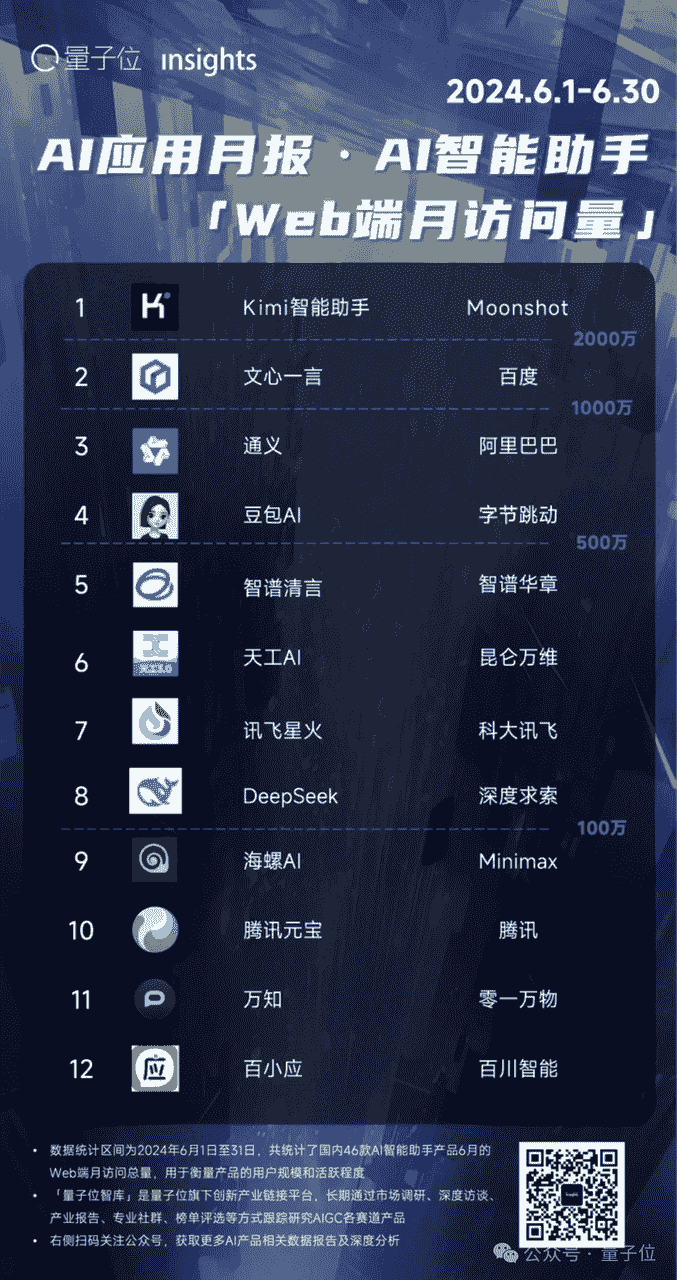 量子位 insights
2024.6.1-6.30
AI应用月报·AI智能助手
「Web端月访问量」
1 Kimi智能助手 Moonshot
2000万
2 文心一言 百度
1000万
3 通义 阿里巴巴
4 豆包AI 字节跳动
500万
5 智谱清言 智谱华章
6 天工AI 昆仑万维
7 讯飞星火 科大讯飞
8 DeepSeek 深度求索
100万
9 海螺AI Minimax
10 腾讯元宝 腾讯
11 万知 零一万物
12 应 百小应 百川智能
• 数据统计区间为2024年6月1日至31日，共统计了国内46款AI智能助手产品6月的
Web端月访问总量，用于衡量产品的用户规模和活跃程度
• 「量子位智库」是量子位旗下创新产业链接平台，长期通过市场调研、深度访谈、
产业报告、专业社群、榜单评选等方式跟踪研究AIGC各赛道产品
• 右侧扫码关注公众号，获取更多AI产品相关数据报告及深度分析
公众号·量子位